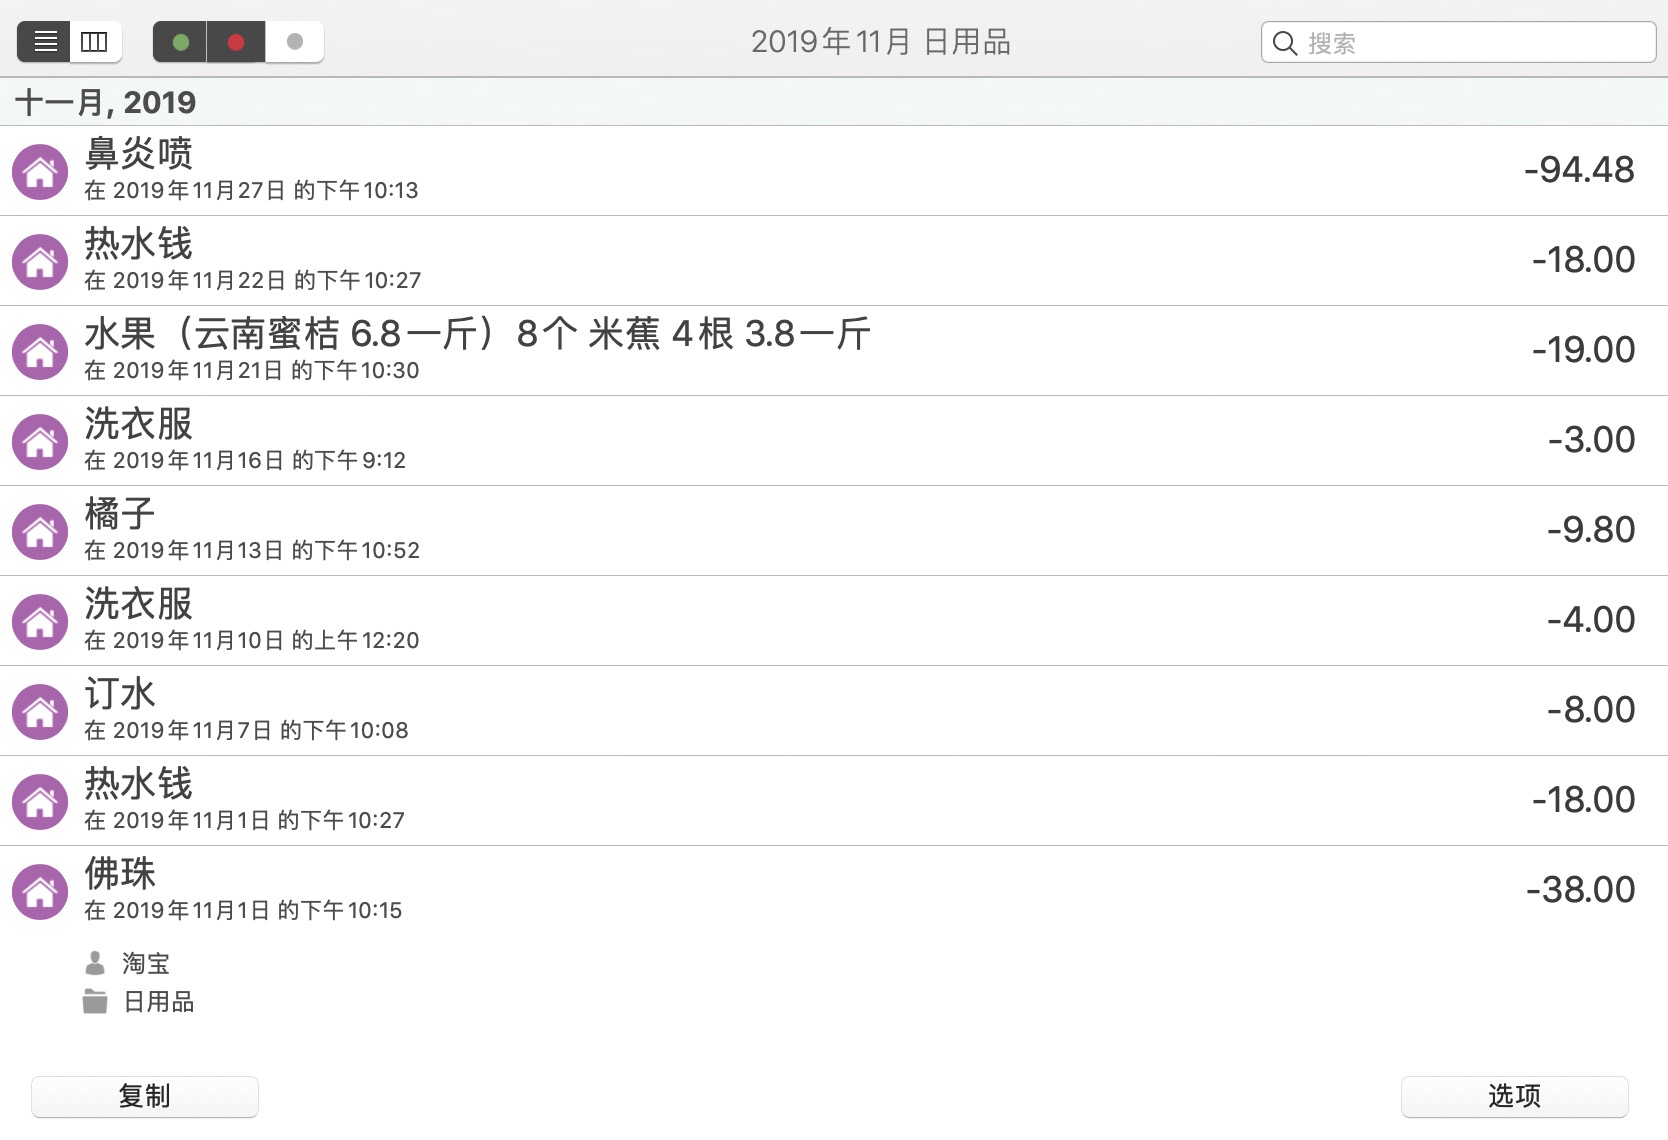 2019年11月 日用品
搜索
十一月, 2019
鼻炎喷
-94.48
在 2019年11月27日 的下午10:13
热水钱
-18.00
在 2019年11月22日 的下午10:27
水果（云南蜜桔 6.8一斤）8个 米蕉 4根 3.8一斤
-19.00
在 2019年11月21日 的下午10:30
洗衣服
-3.00
在 2019年11月16日 的下午9:12
橘子
-9.80
在 2019年11月13日 的下午10:52
洗衣服
-4.00
在 2019年11月10日 的上午12:20
订水
-8.00
在 2019年11月7日 的下午10:08
热水钱
-18.00
在 2019年11月1日 的下午10:27
佛珠
-38.00
在 2019年11月1日 的下午10:15
淘宝
日用品
复制
选项